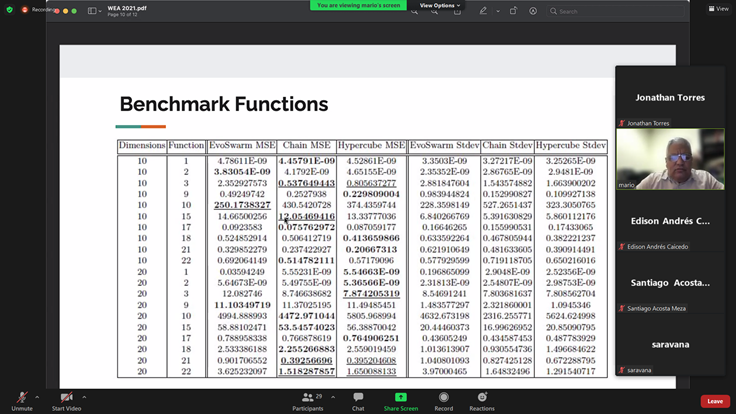 Recording
WEA 2021.pdf
Page 10 of 12
You are viewing mario's screen
View Options
Search
View
Benchmark Functions
Dimensions Function EvoSwarm MSE Chain MSE Hypercube MSE EvoSwarm Stdev Chain Stdev Hypercube Stdev
10 1 4.78611E-09 4.45791E-09 4.52861E-09 3.3503E-09 3.27217E-09 3.25265E-09
10 2 3.83054E-09 4.1792E-09 4.65155E-09 2.35352E-09 2.86765E-09 2.9481E-09
10 3 2.352927573 0.537649443 0.805637277 2.881847604 1.543574882 1.663900202
10 9 0.49249742 0.2527938 0.229809004 0.983944824 0.152990827 0.109927138
10 10 250.1738327 430.5420728 374.4359744 228.3598149 527.2651437 323.3050765
10 15 14.66500256 12.05469416 13.33777036 6.840266769 5.391630829 5.860112176
10 17 0.0923583 0.075762972 0.087059177 0.16646265 0.155990531 0.17433065
10 18 0.524852914 0.506412719 0.413659866 0.633592264 0.467805944 0.382221237
10 21 0.329852279 0.237422927 0.20667313 0.621910649 0.481633605 0.390914491
10 22 0.692064149 0.514782111 0.57179096 0.577929599 0.719118705 0.650216016
20 1 0.03594249 5.55231E-09 5.54663E-09 0.196865099 2.9048E-09 2.52356E-09
20 2 5.64673E-09 5.49755E-09 5.36566E-09 2.31813E-09 2.54807E-09 2.98753E-09
20 3 12.082746 8.746638682 7.874205319 8.54691241 7.803681637 7.808562704
20 9 11.10349719 11.37025195 11.49485451 1.483577297 2.321860001 1.0945346
20 10 4994.888993 4472.971044 5805.968994 4632.673198 2316.255771 5624.624998
20 15 58.88102471 53.54574023 56.38870042 20.44460373 16.99626952 20.85090795
20 17 0.788958838 0.766878619 0.764906251 0.43605249 0.434587453 0.487783929
20 18 2.533386188 2.255266883 2.559019459 1.013613907 0.930554736 1.496684622
20 21 0.901706552 0.39256696 0.395204608 1.040801093 0.827425128 0.672288795
20 22 3.625232097 1.518287857 1.650088133 3.97000465 1.64832496 1.291540717
Jonathan Torres
Jonathan Torres
mario
Edison Andrés C...
Edison Andrés Caicedo
Santiago Acosta...
Santiago Acosta Meza
saravana
saravana
Unmute
Start Video
29
Participants
Chat
Share Screen
Record
Reactions
Leave